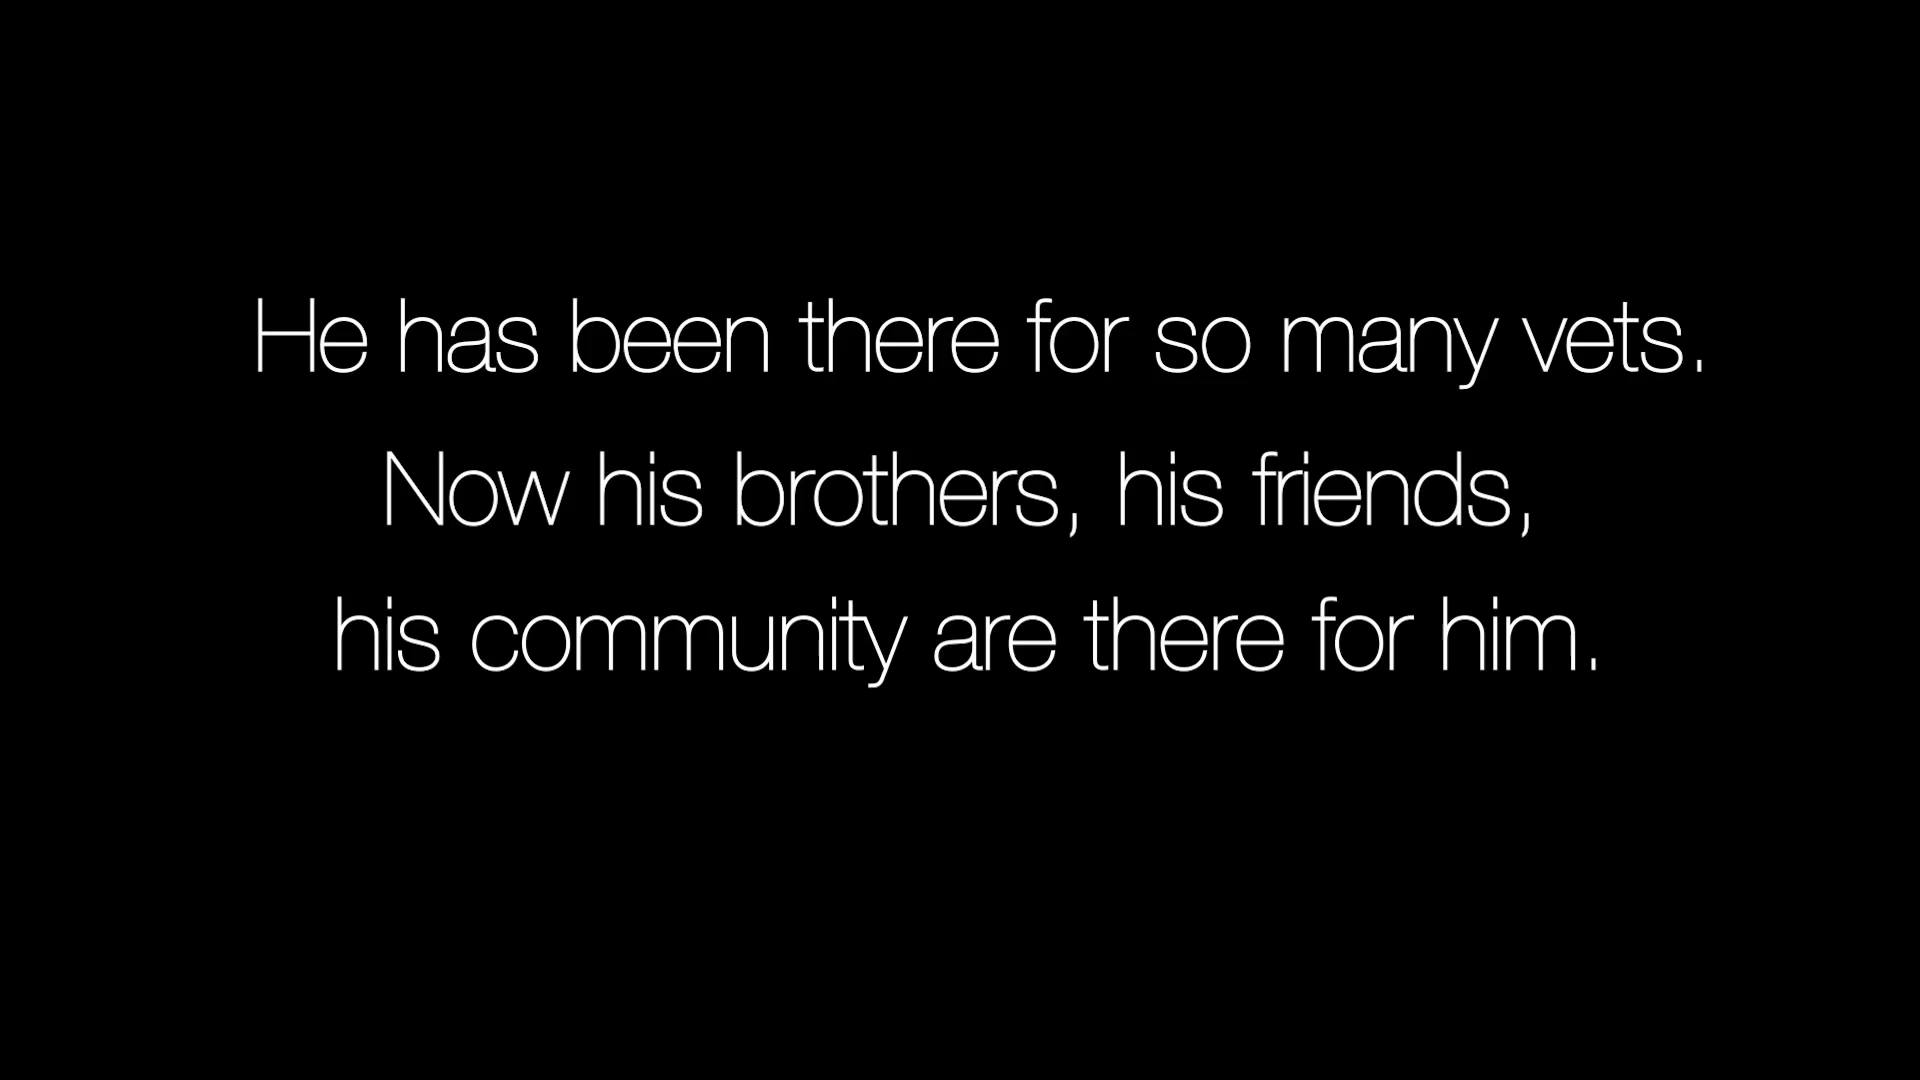 He has been there for so many vets.
Now his brothers, his friends,
his community are there for him.